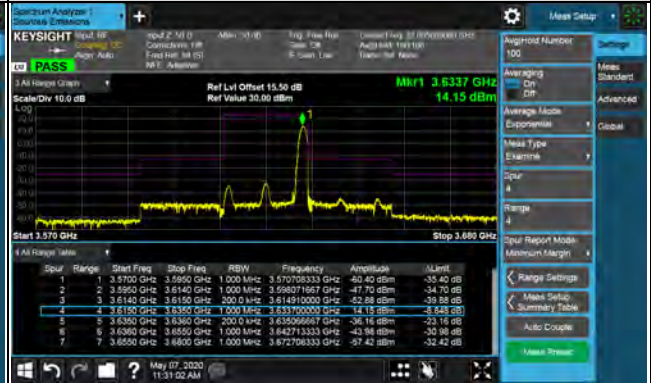 Spectrum Analyzer 1
Spurious Emissions
Meas Setup
KEYSIGHT Input: RF
Coupling: DC
Align: Auto
Input Z: 50 Ω
Corrections: Off
Freq Ref: Int (S)
NFE: Adaptive
Trig: Free Run
Gate: Off
IF Gain: Low
Avg|Hold: 100/100
PASS
3 All Range Graph
Scale/Div 10.0 dB
Ref Lvl Offset 15.50 dB
Ref Value 30.00 dBm
Mkr1 3.6337 GHz
14.15 dBm
Log
1
Start 3.570 GHz
Stop 3.680 GHz
4 All Range Table
Spur Range Start Freq Stop Freq RBW Frequency Amplitude ΔLimit
1 1 3.5700 GHz 3.5950 GHz 1.000 MHz 3.570708333 GHz -60.40 dBm -35.40 dB
2 2 3.5950 GHz 3.6140 GHz 1.000 MHz 3.598071667 GHz -47.70 dBm -34.70 dB
3 3 3.6140 GHz 3.6150 GHz 200.0 kHz 3.614910000 GHz -52.88 dBm -39.88 dB
4 4 3.6150 GHz 3.6350 GHz 1.000 MHz 3.633700000 GHz 14.15 dBm -8.848 dB
5 5 3.6350 GHz 3.6360 GHz 200.0 kHz 3.635066667 GHz -36.16 dBm -23.16 dB
6 6 3.6360 GHz 3.6550 GHz 1.000 MHz 3.642713333 GHz -43.98 dBm -30.98 dB
7 7 3.6550 GHz 3.6800 GHz 1.000 MHz 3.672708333 GHz -57.42 dBm -32.42 dB
Avg|Hold Number
100
Averaging
On
Off
Average Mode
Exponential
Meas Type
Examine
Spur
4
Range
4
Spur Report Mode
Minimum Margin
Range Settings
Meas Setup
Summary Table
Auto Couple
Meas Preset
Settings
Meas
Standard
Advanced
Global
?
May 07, 2020
11:31:02 AM